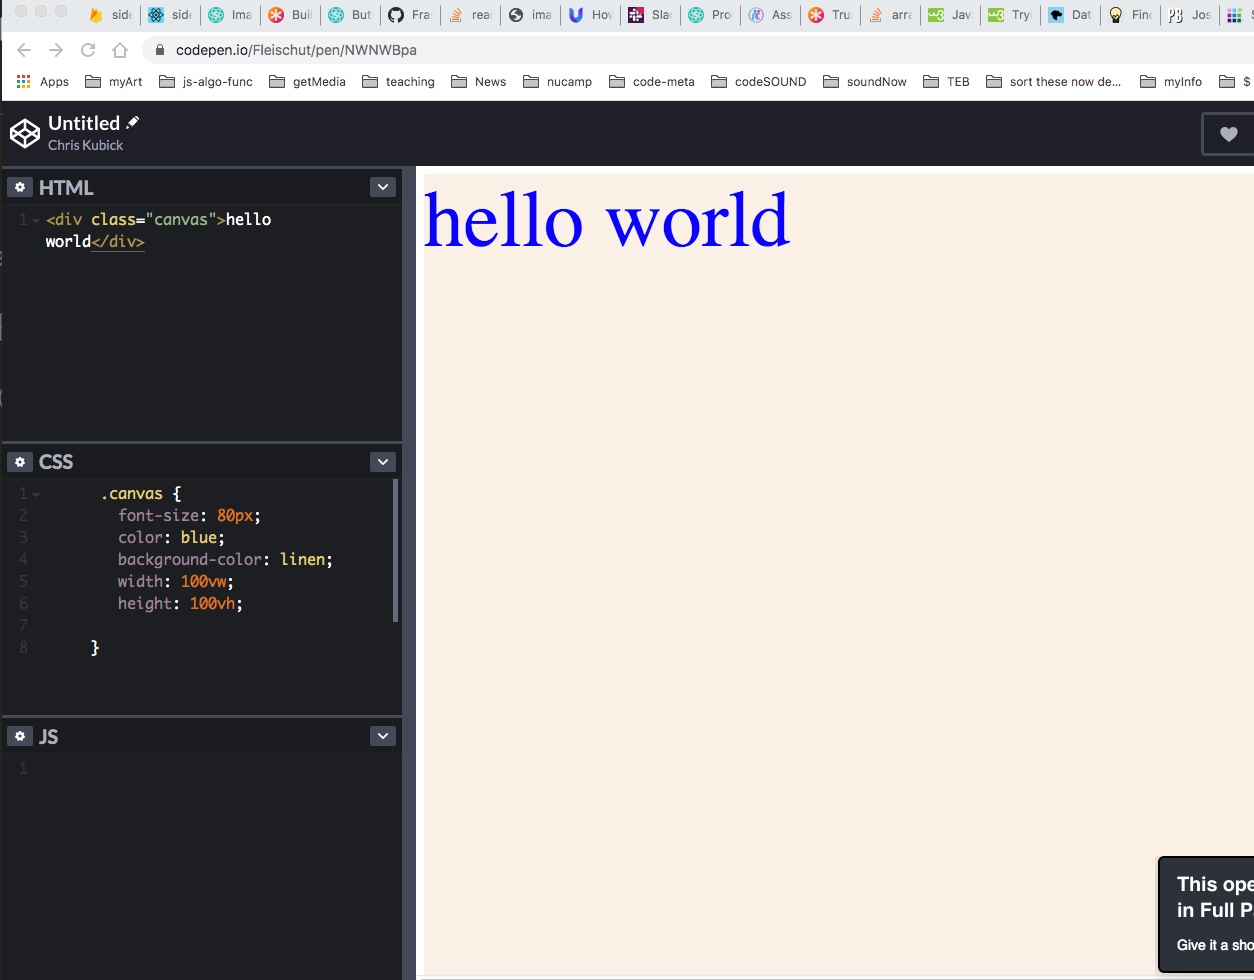 side side Ima Buil But Fra reac ima How Sla Pro Ass Tru arra Jav Tryi Dat Finc Jos
codepen.io/Fleischut/pen/NWNWBpa
Apps myArt js-algo-func getMedia teaching News nucamp code-meta codeSOUND soundNow TEB sort these now de... myInfo $
Untitled
Chris Kubick
HTML
1 <div class="canvas">hello
world</div>
hello world
CSS
1 .canvas {
2 font-size: 80px;
3 color: blue;
4 background-color: linen;
5 width: 100vw;
6 height: 100vh;
7
8 }
JS
1
This ope
in Full P
Give it a sho